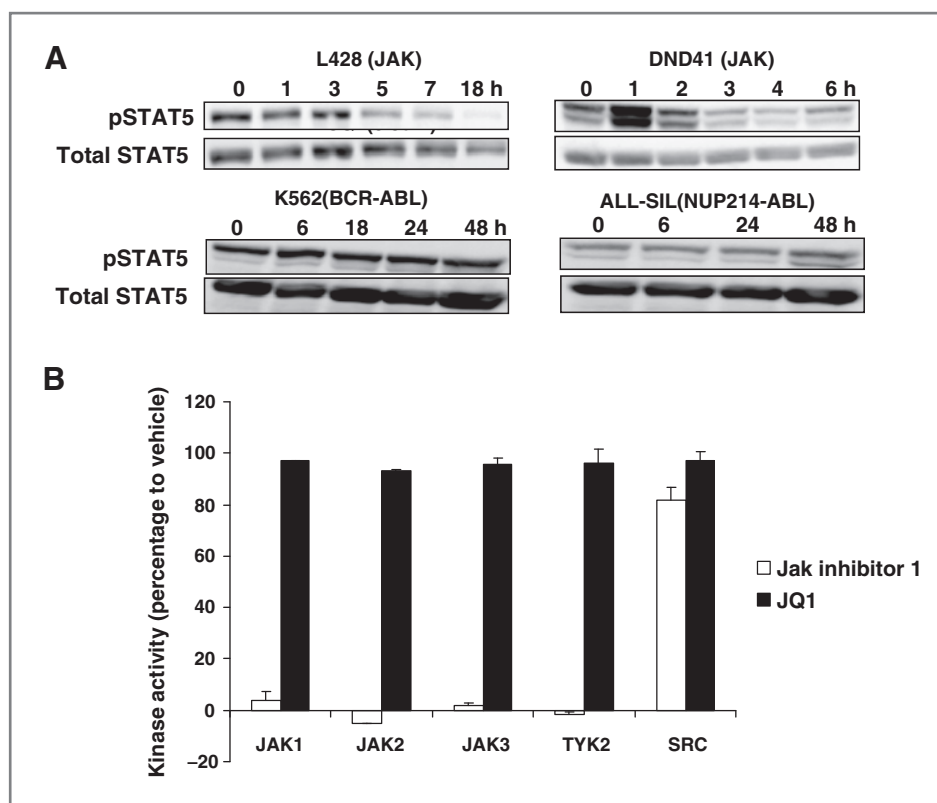 A
L428 (JAK)
0 1 3 5 7 18 h
pSTAT5
Total STAT5
DND41 (JAK)
0 1 2 3 4 6 h
K562(BCR-ABL)
0 6 18 24 48 h
pSTAT5
Total STAT5
ALL-SIL(NUP214-ABL)
0 6 24 48 h
B
Kinase activity (percentage to vehicle)
120
100
80
60
40
20
0
−20
JAK1 JAK2 JAK3 TYK2 SRC
Jak inhibitor 1
JQ1